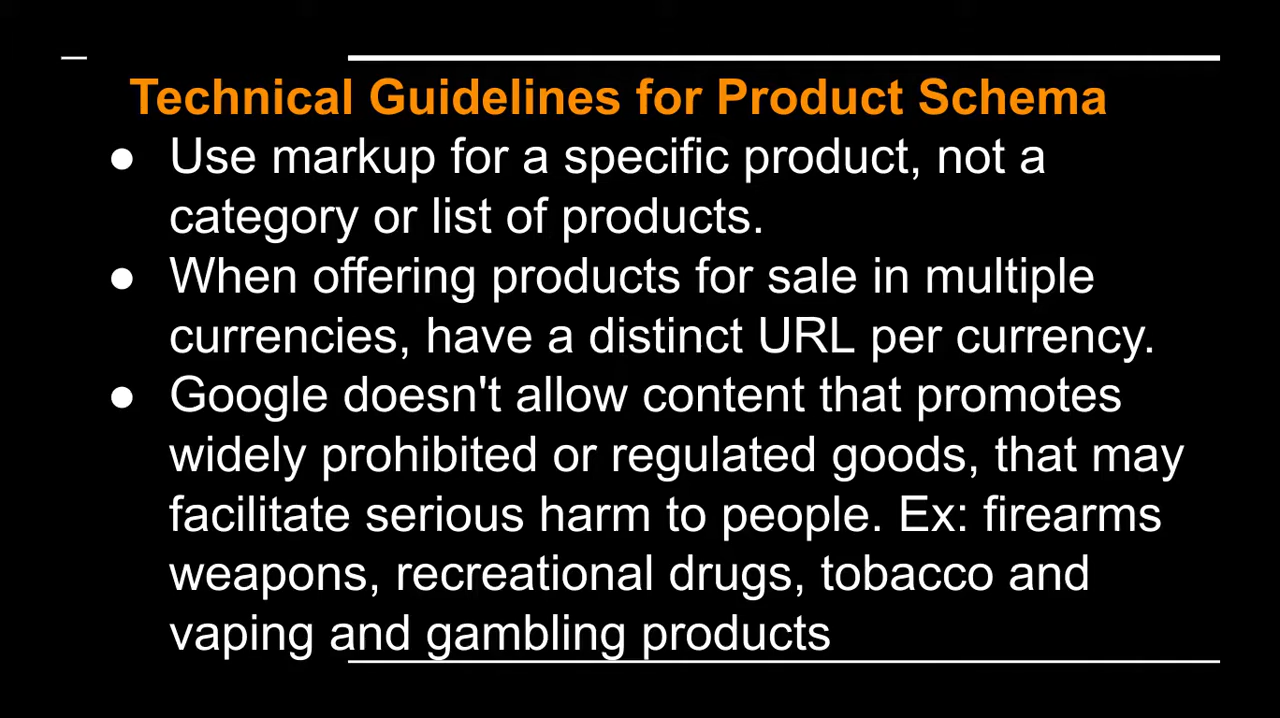 Technical Guidelines for Product Schema
● Use markup for a specific product, not a
category or list of products.
● When offering products for sale in multiple
currencies, have a distinct URL per currency.
● Google doesn't allow content that promotes
widely prohibited or regulated goods, that may
facilitate serious harm to people. Ex: firearms
weapons, recreational drugs, tobacco and
vaping and gambling products